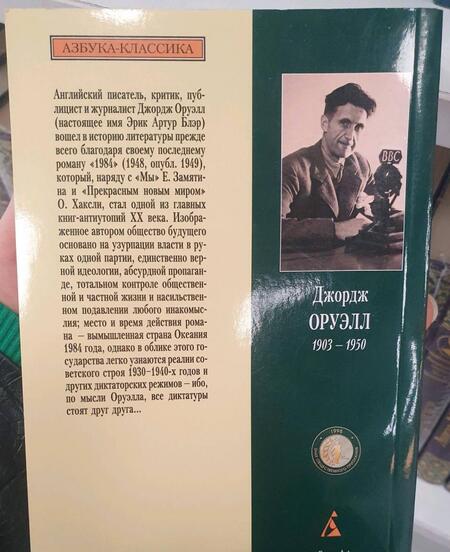 АЗБУКА-КЛАССИКА
Английский писатель, критик, пуб-
лицист и журналист Джордж Оруэлл
(настоящее имя Эрик Артур Блэр)
вошел в историю литературы прежде
всего благодаря своему последнему
роману «1984» (1948, опубл. 1949),
который, наряду с «Мы» Е. Замяти-
на и «Прекрасным новым миром»
О. Хаксли, стал одной из главных
книг-антиутопий XX века. Изобра-
женное автором общество будущего
основано на узурпации власти в ру-
ках одной партии, единственно вер-
ной идеологии, абсурдной пропаган-
де, тотальном контроле обществен-
ной и частной жизни и насильствен-
ном подавлении любого инакомыс-
лия; место и время действия рома-
на – вымышленная страна Океания
1984 года, однако в облике этого го-
сударства легко узнаются реалии со-
ветского строя 1930–1940-х годов и
других диктаторских режимов – ибо,
по мысли Оруэлла, все диктатуры
стоят друг друга...
BBC
Джордж
ОРУЭЛЛ
1903 – 1950
1998